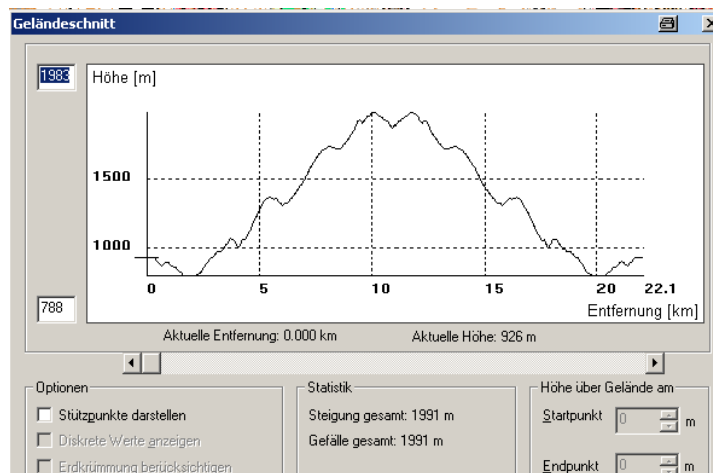 Geländeschnitt
1983 Höhe [m]
1500
1000
0 5 10 15 20 22.1
788 Entfernung [km]
Aktuelle Entfernung: 0.000 km Aktuelle Höhe: 926 m
Optionen Statistik Höhe über Gelände am
Stützpunkte darstellen Steigung gesamt: 1991 m Startpunkt 0 m
Diskrete Werte anzeigen Gefälle gesamt: 1991 m
Erdkrümmung berücksichtigen Endpunkt 0 m